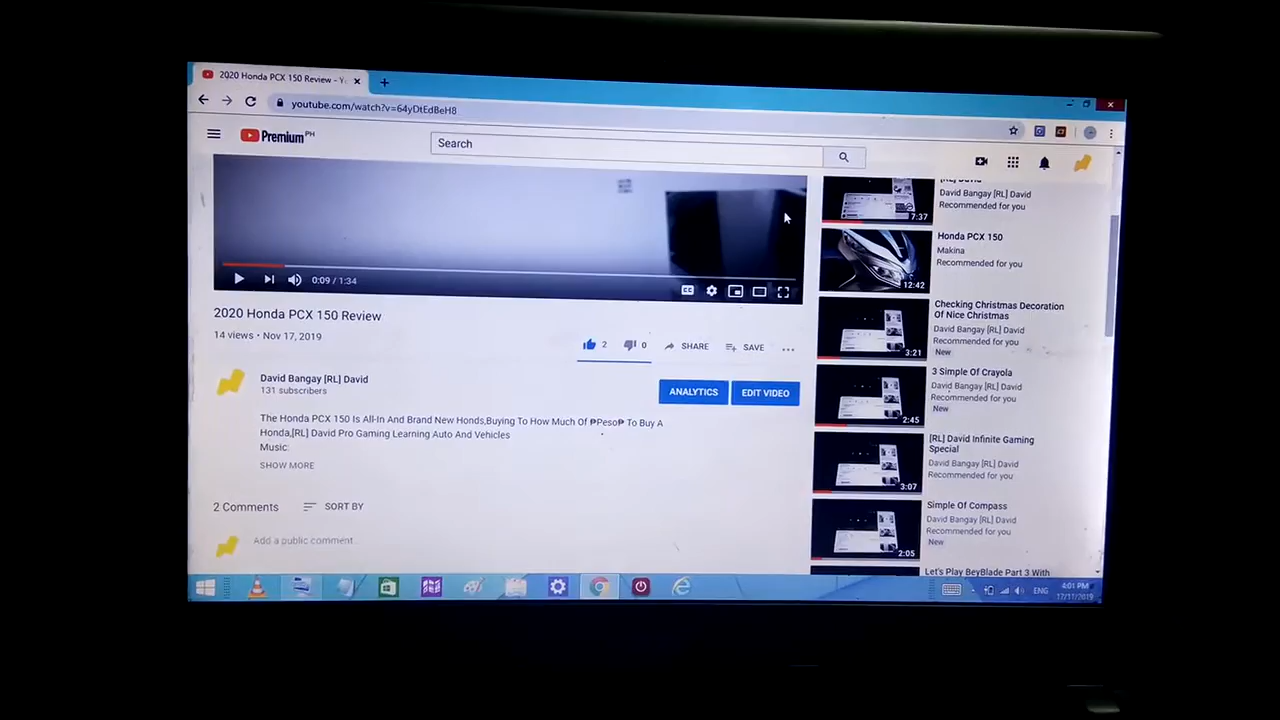 2020 Honda PCX 150 Review - Y
youtube.com/watch?v=64yDtEdBeH8
Premium PH
Search
7:37
David Bangay [RL] David
Recommended for you
12:42
Honda PCX 150
Makina
Recommended for you
CC
0:09 / 1:34
2020 Honda PCX 150 Review
14 views • Nov 17, 2019
2
0
SHARE
SAVE
David Bangay [RL] David
131 subscribers
ANALYTICS
EDIT VIDEO
The Honda PCX 150 Is All-In And Brand New Honds,Buying To How Much Of ₱Peso₱ To Buy A
Honda,[RL] David Pro Gaming Learning Auto And Vehicles
Music:
SHOW MORE
2 Comments
SORT BY
Add a public comment...
3:21
Checking Christmas Decoration
Of Nice Christmas
David Bangay [RL] David
Recommended for you
New
2:45
3 Simple Of Crayola
David Bangay [RL] David
Recommended for you
New
3:07
[RL] David Infinite Gaming
Special
David Bangay [RL] David
Recommended for you
2:05
Simple Of Compass
David Bangay [RL] David
Recommended for you
New
Let's Play BeyBlade Part 3 With
ENG
4:01 PM
17/11/2019